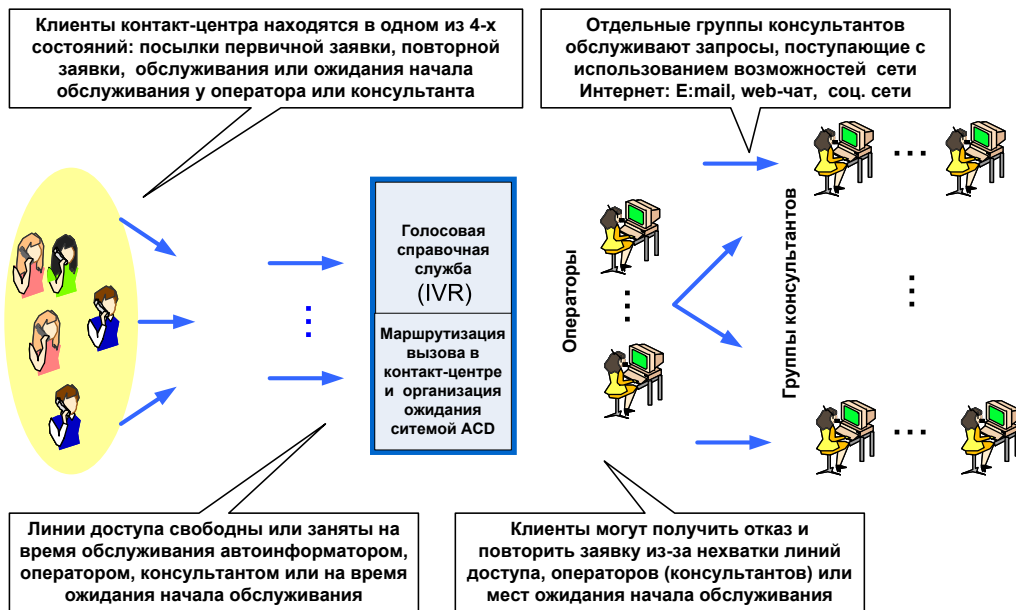 Клиенты контакт-центра находятся в одном из 4-х
состояний: посылки первичной заявки, повторной
заявки, обслуживания или ожидания начала
обслуживания у оператора или консультанта
Отдельные группы консультантов
обслуживают запросы, поступающие с
использованием возможностей сети
Интернет: E:mail, web-чат, соц. сети
Голосовая
справочная
служба
(IVR)
Маршрутизация
вызова в
контакт-центре
и организация
ожидания
ситемой ACD
Операторы
Группы консультантов
Линии доступа свободны или заняты на
время обслуживания автоинформатором,
оператором, консультантом или на время
ожидания начала обслуживания
Клиенты могут получить отказ и
повторить заявку из-за нехватки линий
доступа, операторов (консультантов) или
мест ожидания начала обслуживания